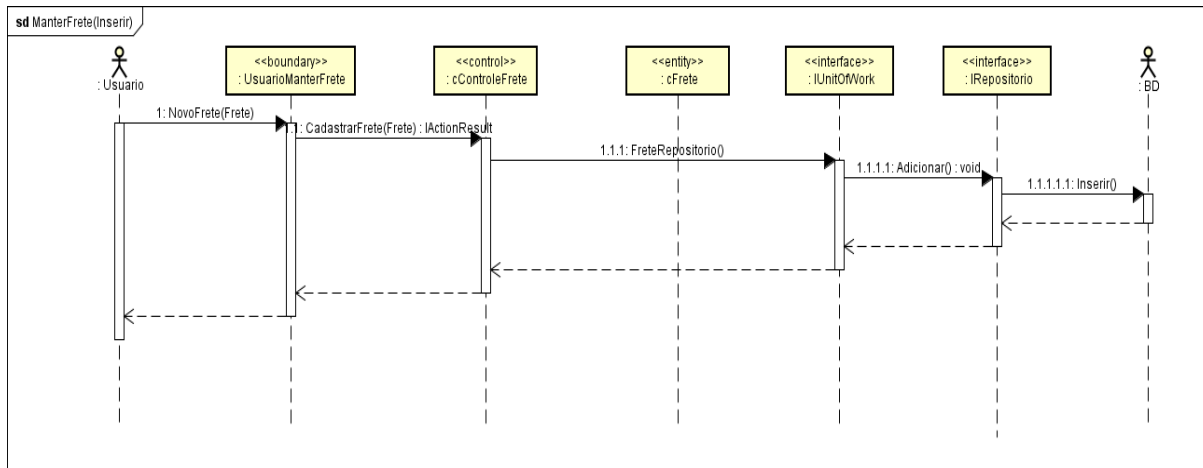 sd ManterFrete(Inserir)
: Usuario
<<boundary>>
: UsuarioManterFrete
<<control>>
: cControleFrete
<<entity>>
: cFrete
<<interface>>
: IUnitOfWork
<<interface>>
: IRepositorio
: BD
1: NovoFrete(Frete)
1.1: CadastrarFrete(Frete) : IActionResult
1.1.1: FreteRepositorio()
1.1.1.1: Adicionar() : void
1.1.1.1.1: Inserir()